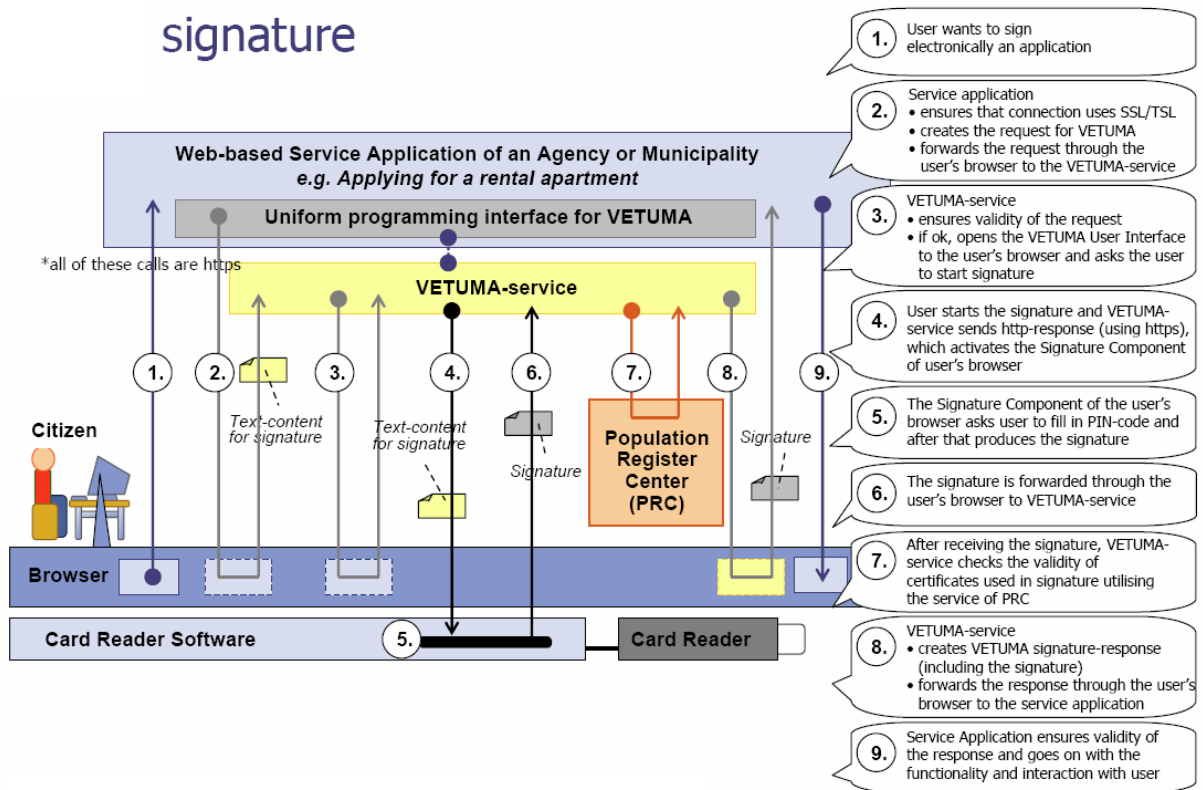 signature
Web-based Service Application of an Agency or Municipality
e.g. Applying for a rental apartment
Uniform programming interface for VETUMA
*all of these calls are https
VETUMA-service
1.
2.
3.
4.
6.
7.
8.
9.
Text-content
for signature
Text-content
for signature
Signature
Population
Register
Center
(PRC)
Signature
Citizen
Browser
Card Reader Software
5.
Card Reader
1.
User wants to sign
electronically an application
2.
Service application
• ensures that connection uses SSL/TSL
• creates the request for VETUMA
• forwards the request through the
user's browser to the VETUMA-service
3.
VETUMA-service
• ensures validity of the request
• if ok, opens the VETUMA User Interface
to the user's browser and asks the user
to start signature
4.
User starts the signature and VETUMA-
service sends http-response (using https),
which activates the Signature Component
of user's browser
5.
The Signature Component of the user's
browser asks user to fill in PIN-code and
after that produces the signature
6.
The signature is forwarded through the
user's browser to VETUMA-service
7.
After receiving the signature, VETUMA-
service checks the validity of
certificates used in signature utilising
the service of PRC
8.
VETUMA-service
• creates VETUMA signature-response
(including the signature)
• forwards the response through the user's
browser to the service application
9.
Service Application ensures validity of
the response and goes on with the
functionality and interaction with user